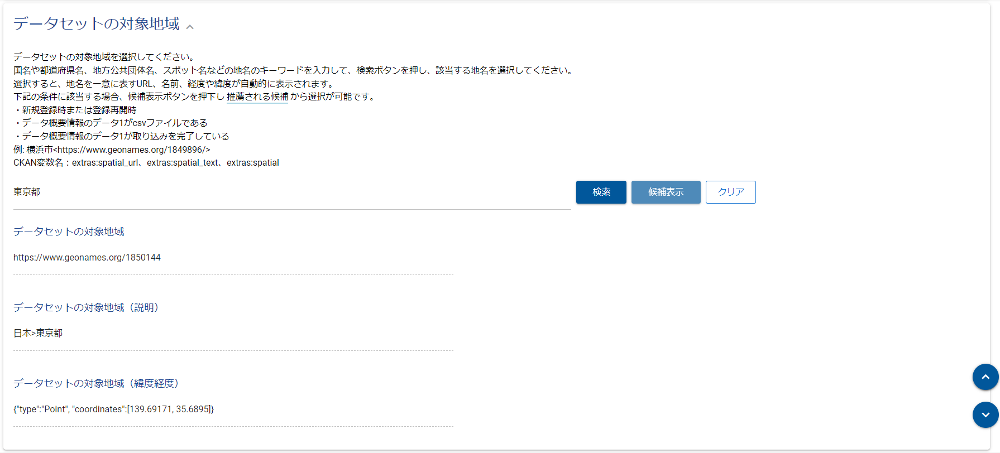 データセットの対象地域
データセットの対象地域を選択してください。
国名や都道府県名、地方公共団体名、スポット名などの地名のキーワードを入力して、検索ボタンを押し、該当する地名を選択してください。
選択すると、地名を一意に表すURL、名前、経度や緯度が自動的に表示されます。
下記の条件に該当する場合、候補表示ボタンを押下し 推薦される候補 から選択が可能です。
・新規登録時または登録再開時
・データ概要情報のデータ1がcsvファイルである
・データ概要情報のデータ1が取り込みを完了している
例: 横浜市<https://www.geonames.org/1849896/>
CKAN変数名：extras:spatial_url、extras:spatial_text、extras:spatial
東京都
検索
候補表示
クリア
データセットの対象地域
https://www.geonames.org/1850144
データセットの対象地域（説明）
日本>東京都
データセットの対象地域（緯度経度）
{"type":"Point", "coordinates":[139.69171, 35.6895]}